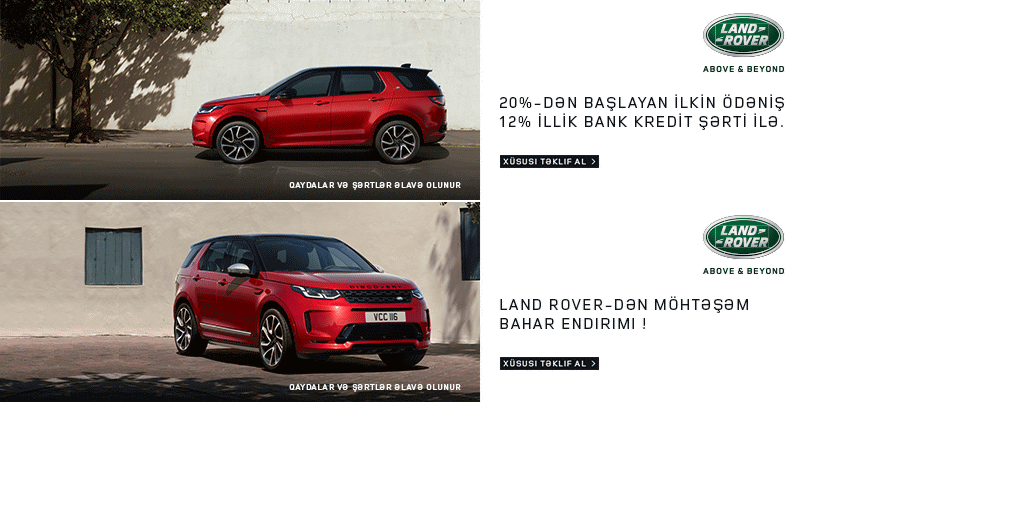 LAND
ROVER
ABOVE & BEYOND
20%-DƏN BAŞLAYAN İLKİN ÖDƏNİŞ
12% İLLİK BANK KREDİT ŞƏRTİ İLƏ.
XÜSUSI TƏKLIF AL >
QAYDALAR VƏ ŞƏRTLƏR ƏLAVƏ OLUNUR
LAND
ROVER
ABOVE & BEYOND
LAND ROVER-DƏN MÖHTƏŞƏM
BAHAR ENDIRIMI !
DISCOVERY
VCC 116
XÜSUSI TƏKLIF AL >
QAYDALAR VƏ ŞƏRTLƏR ƏLAVƏ OLUNUR